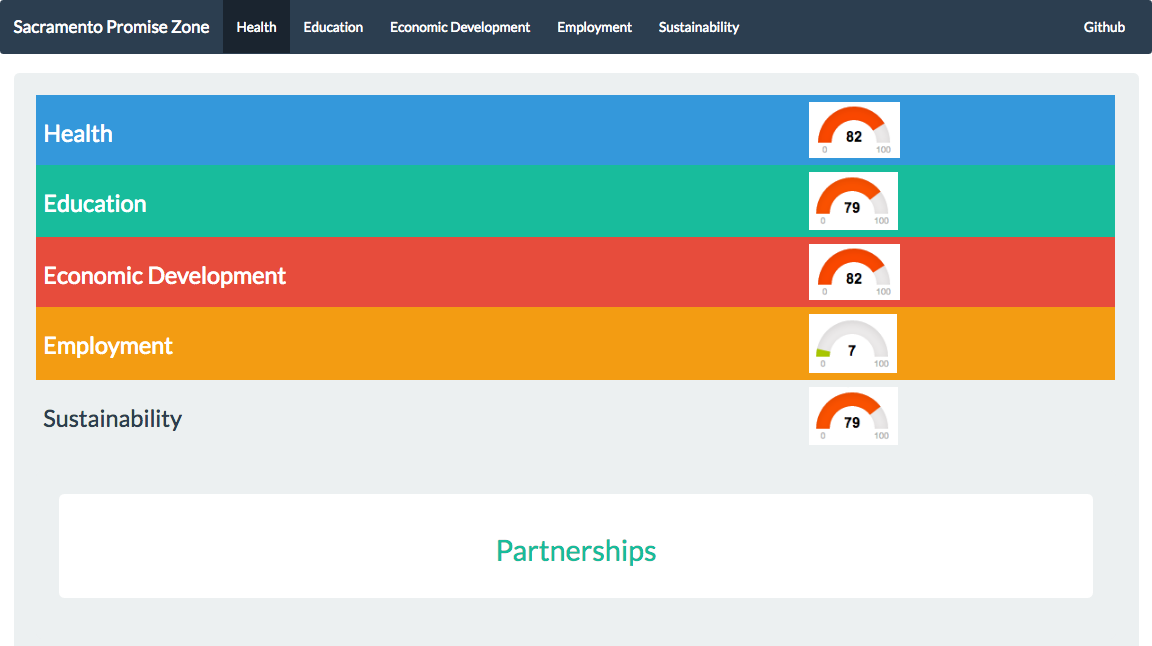 Sacramento Promise Zone Health Education Economic Development Employment Sustainability Github
Health
82
0 100
Education
79
0 100
Economic Development
82
0 100
Employment
7
0 100
Sustainability
79
0 100
Partnerships